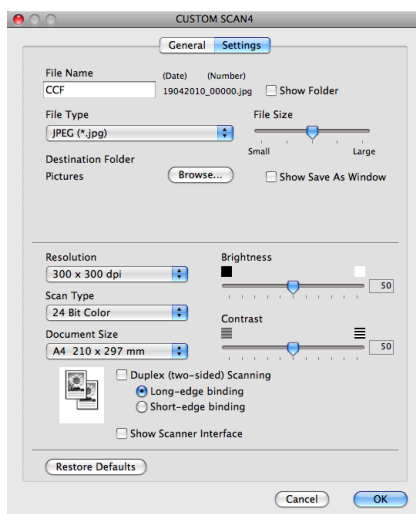 CUSTOM SCAN4
General Settings
File Name
(Date) (Number)
CCF
19042010_00000.jpg
Show Folder
File Type
File Size
JPEG (*.jpg)
Small Large
Destination Folder
Pictures
Browse...
Show Save As Window
Resolution
Brightness
300 x 300 dpi
50
Scan Type
24 Bit Color
Contrast
Document Size
A4 210 x 297 mm
50
Duplex (two-sided) Scanning
Long-edge binding
Short-edge binding
Show Scanner Interface
Restore Defaults
Cancel OK